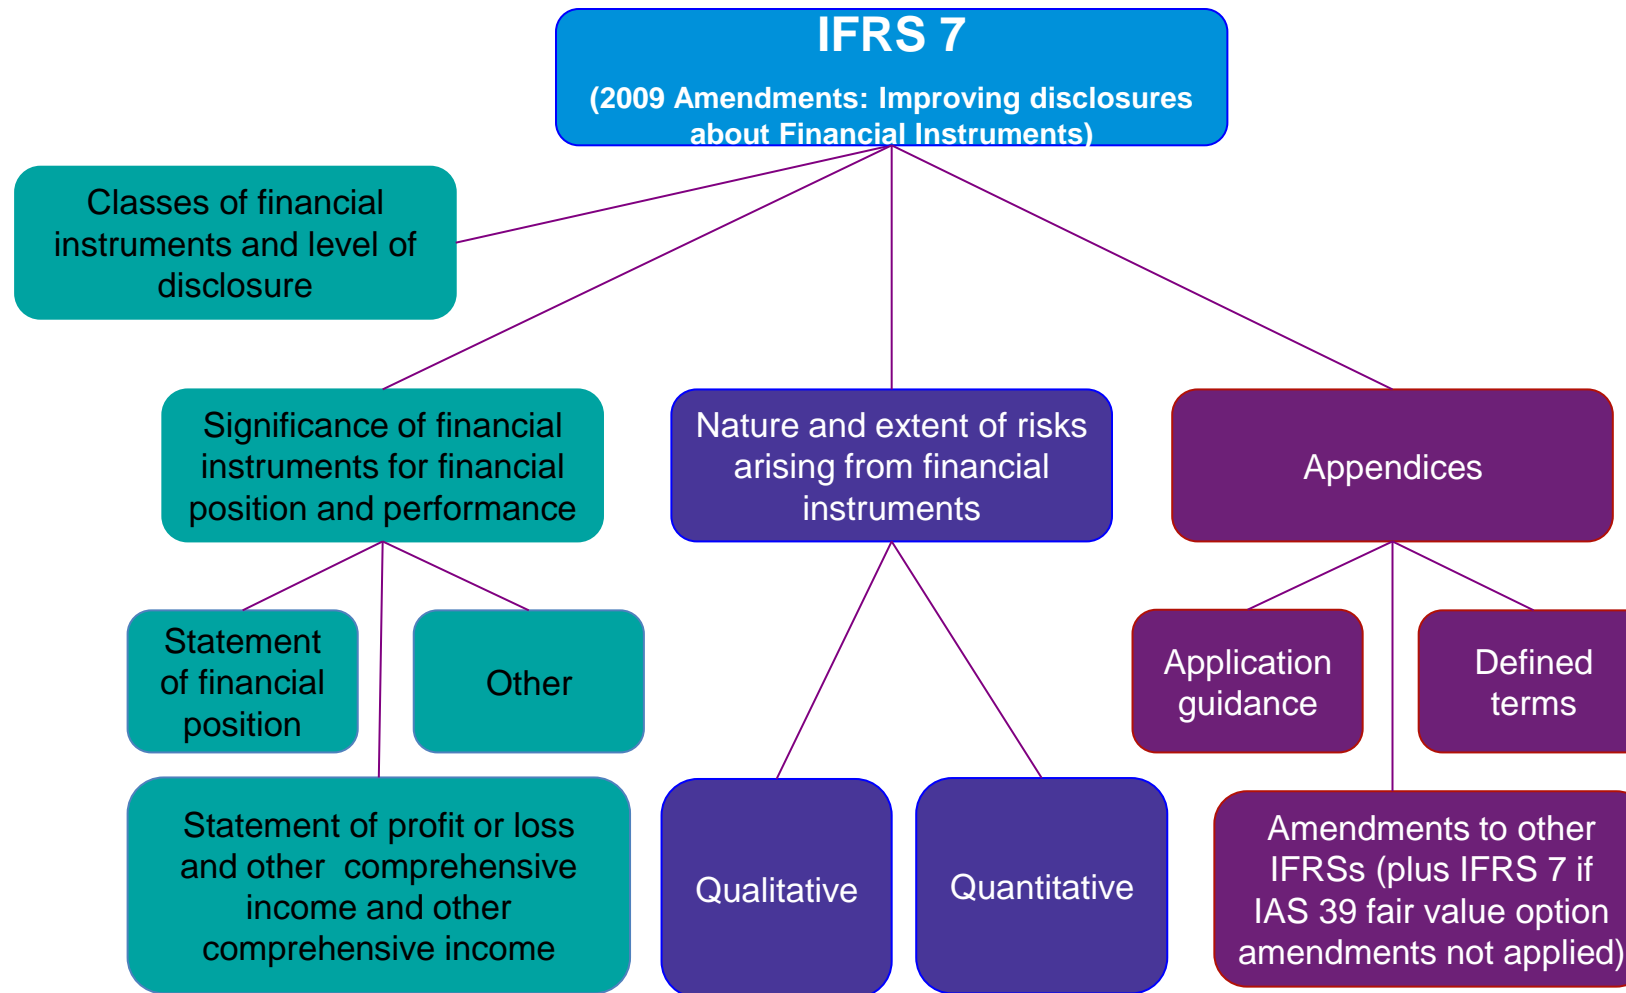 IFRS 7
(2009 Amendments: Improving disclosures
about Financial Instruments)
Classes of financial
instruments and level of
disclosure
Significance of financial
instruments for financial
position and performance
Nature and extent of risks
arising from financial
instruments
Appendices
Statement
of financial
position
Other
Application
guidance
Defined
terms
Statement of profit or loss
and other comprehensive
income and other
comprehensive income
Qualitative
Quantitative
Amendments to other
IFRSs (plus IFRS 7 if
IAS 39 fair value option
amendments not applied)